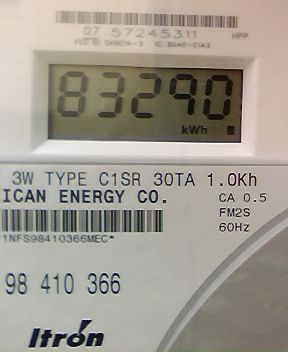 07 57245311 HPP
83290
kWh
3W TYPE C1SR 30TA 1.0Kh
ICAN ENERGY CO.
CA 0.5
FM2S
60Hz
1NFS98410366MEC*
98 410 366
Itron